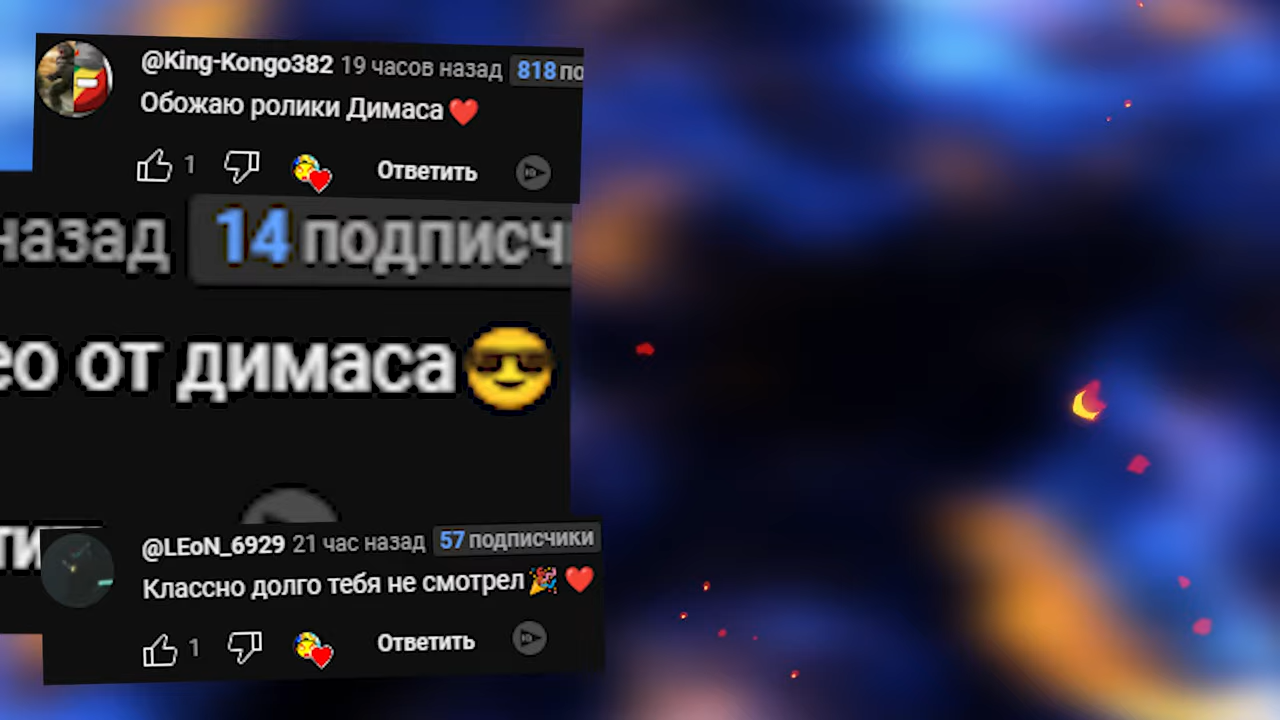 @King-Kongo382 19 часов назад 818 по
Обожаю ролики Димаса❤️
1 Ответить
назад 14 подписч
ео от димаса😎
ти
@LEoN_6929 21 час назад 57 подписчики
Классно долго тебя не смотрел🎉❤️
1 Ответить